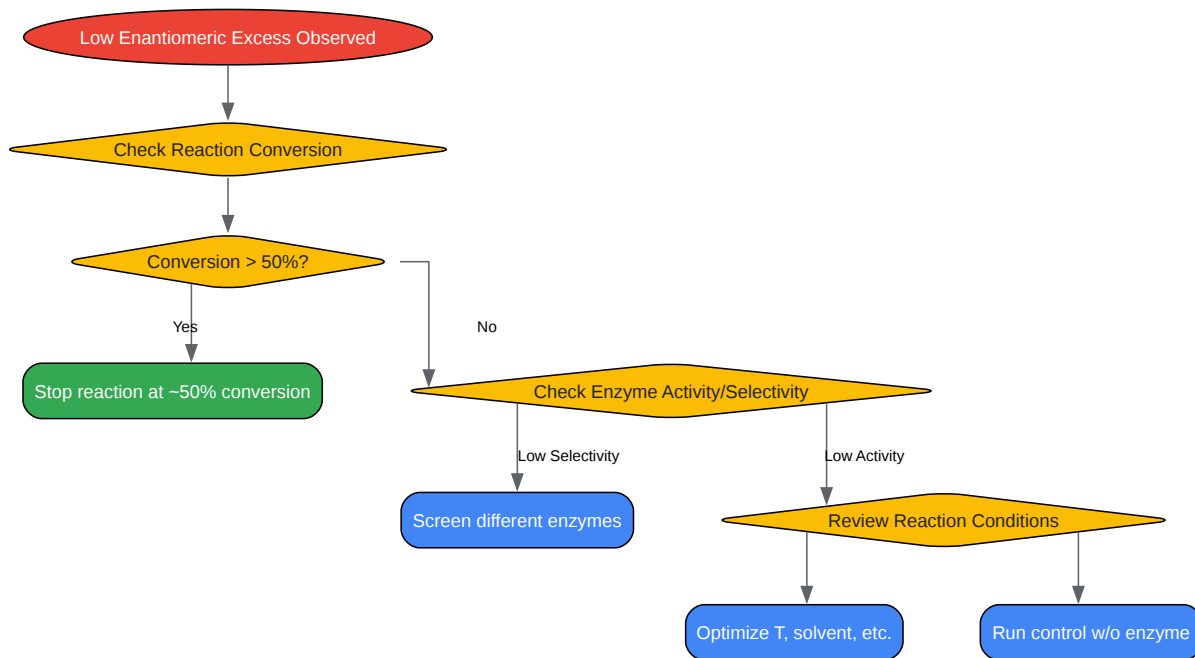 Low Enantiomeric Excess Observed
Check Reaction Conversion
Conversion > 50%?
Yes
No
Stop reaction at ~50% conversion
Check Enzyme Activity/Selectivity
Low Selectivity
Low Activity
Screen different enzymes
Review Reaction Conditions
Optimize T, solvent, etc.
Run control w/o enzyme